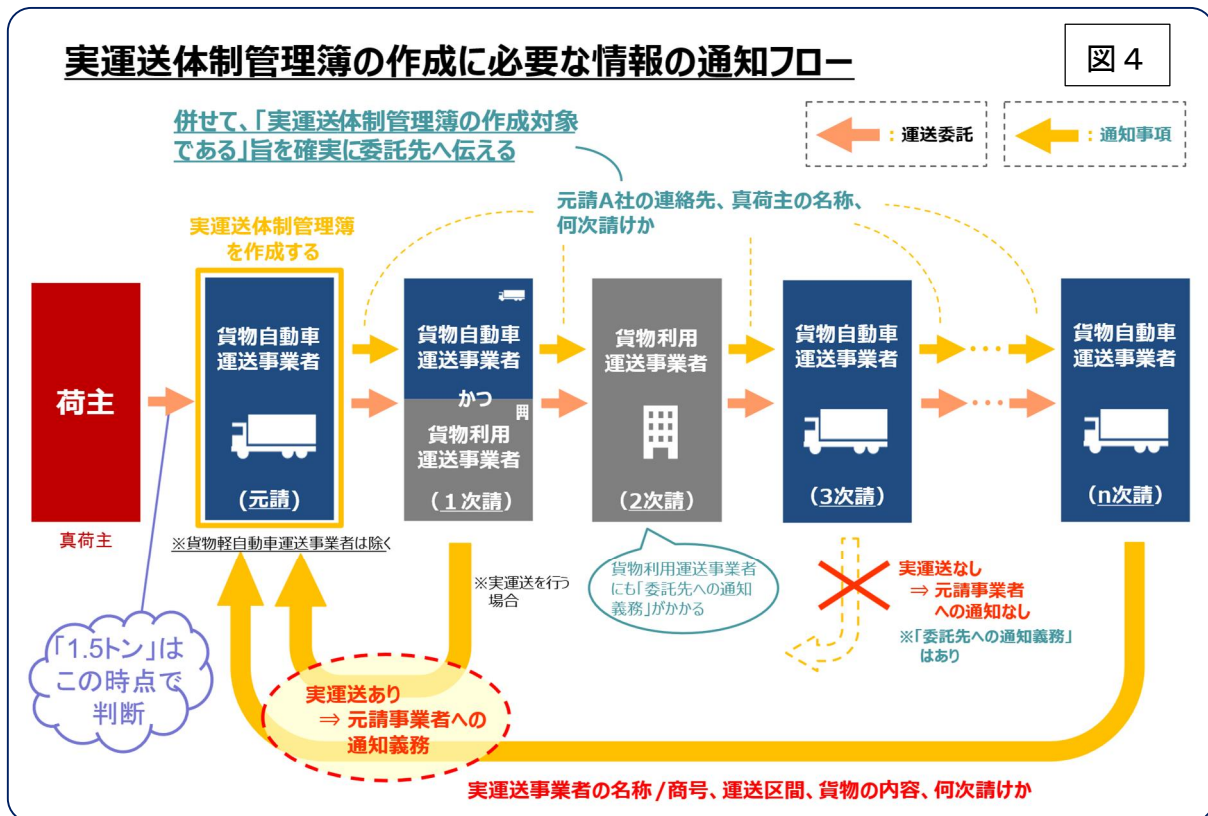 実運送体制管理簿の作成に必要な情報の通知フロー
図４
併せて、「実運送体制管理簿の作成対象
である」旨を確実に委託先へ伝える
：運送委託
：通知事項
元請A社の連絡先、真荷主の名称、
何次請けか
実運送体制管理簿
を作成する
荷主
真荷主
貨物自動車
運送事業者
(元請)
※貨物軽自動車運送事業者は除く
貨物自動車
運送事業者
かつ
貨物利用
運送事業者
(１次請)
貨物利用
運送事業者
(2次請)
貨物自動車
運送事業者
(3次請)
貨物自動車
運送事業者
(n次請)
※実運送を行う
場合
貨物利用運送事業者
にも「委託先への通知
義務」がかかる
実運送なし
⇒ 元請事業者
への通知なし
※「委託先への通知義務」
はあり
「1.5トン」は
この時点で
判断
実運送あり
⇒ 元請事業者への
通知義務
実運送事業者の名称/商号、運送区間、貨物の内容、何次請けか